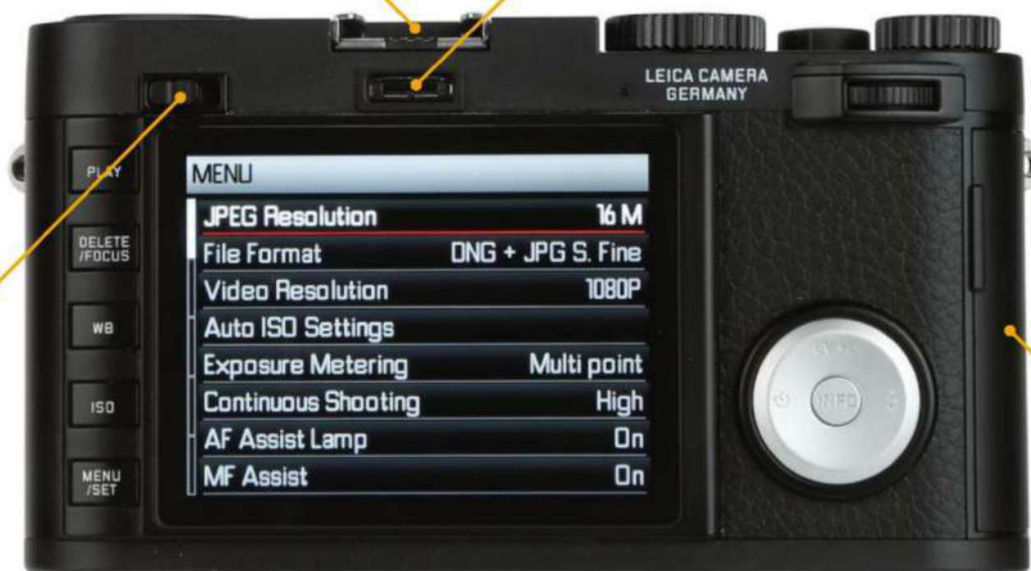 LEICA CAMERA
GERMANY
PLAY
DELETE
/FOCUS
WB
ISO
MENU
/SET
MENU
JPEG Resolution 16 M
File Format DNG + JPG S. Fine
Video Resolution 1080P
Auto ISO Settings
Exposure Metering Multi point
Continuous Shooting High
AF Assist Lamp On
MF Assist On
INFO